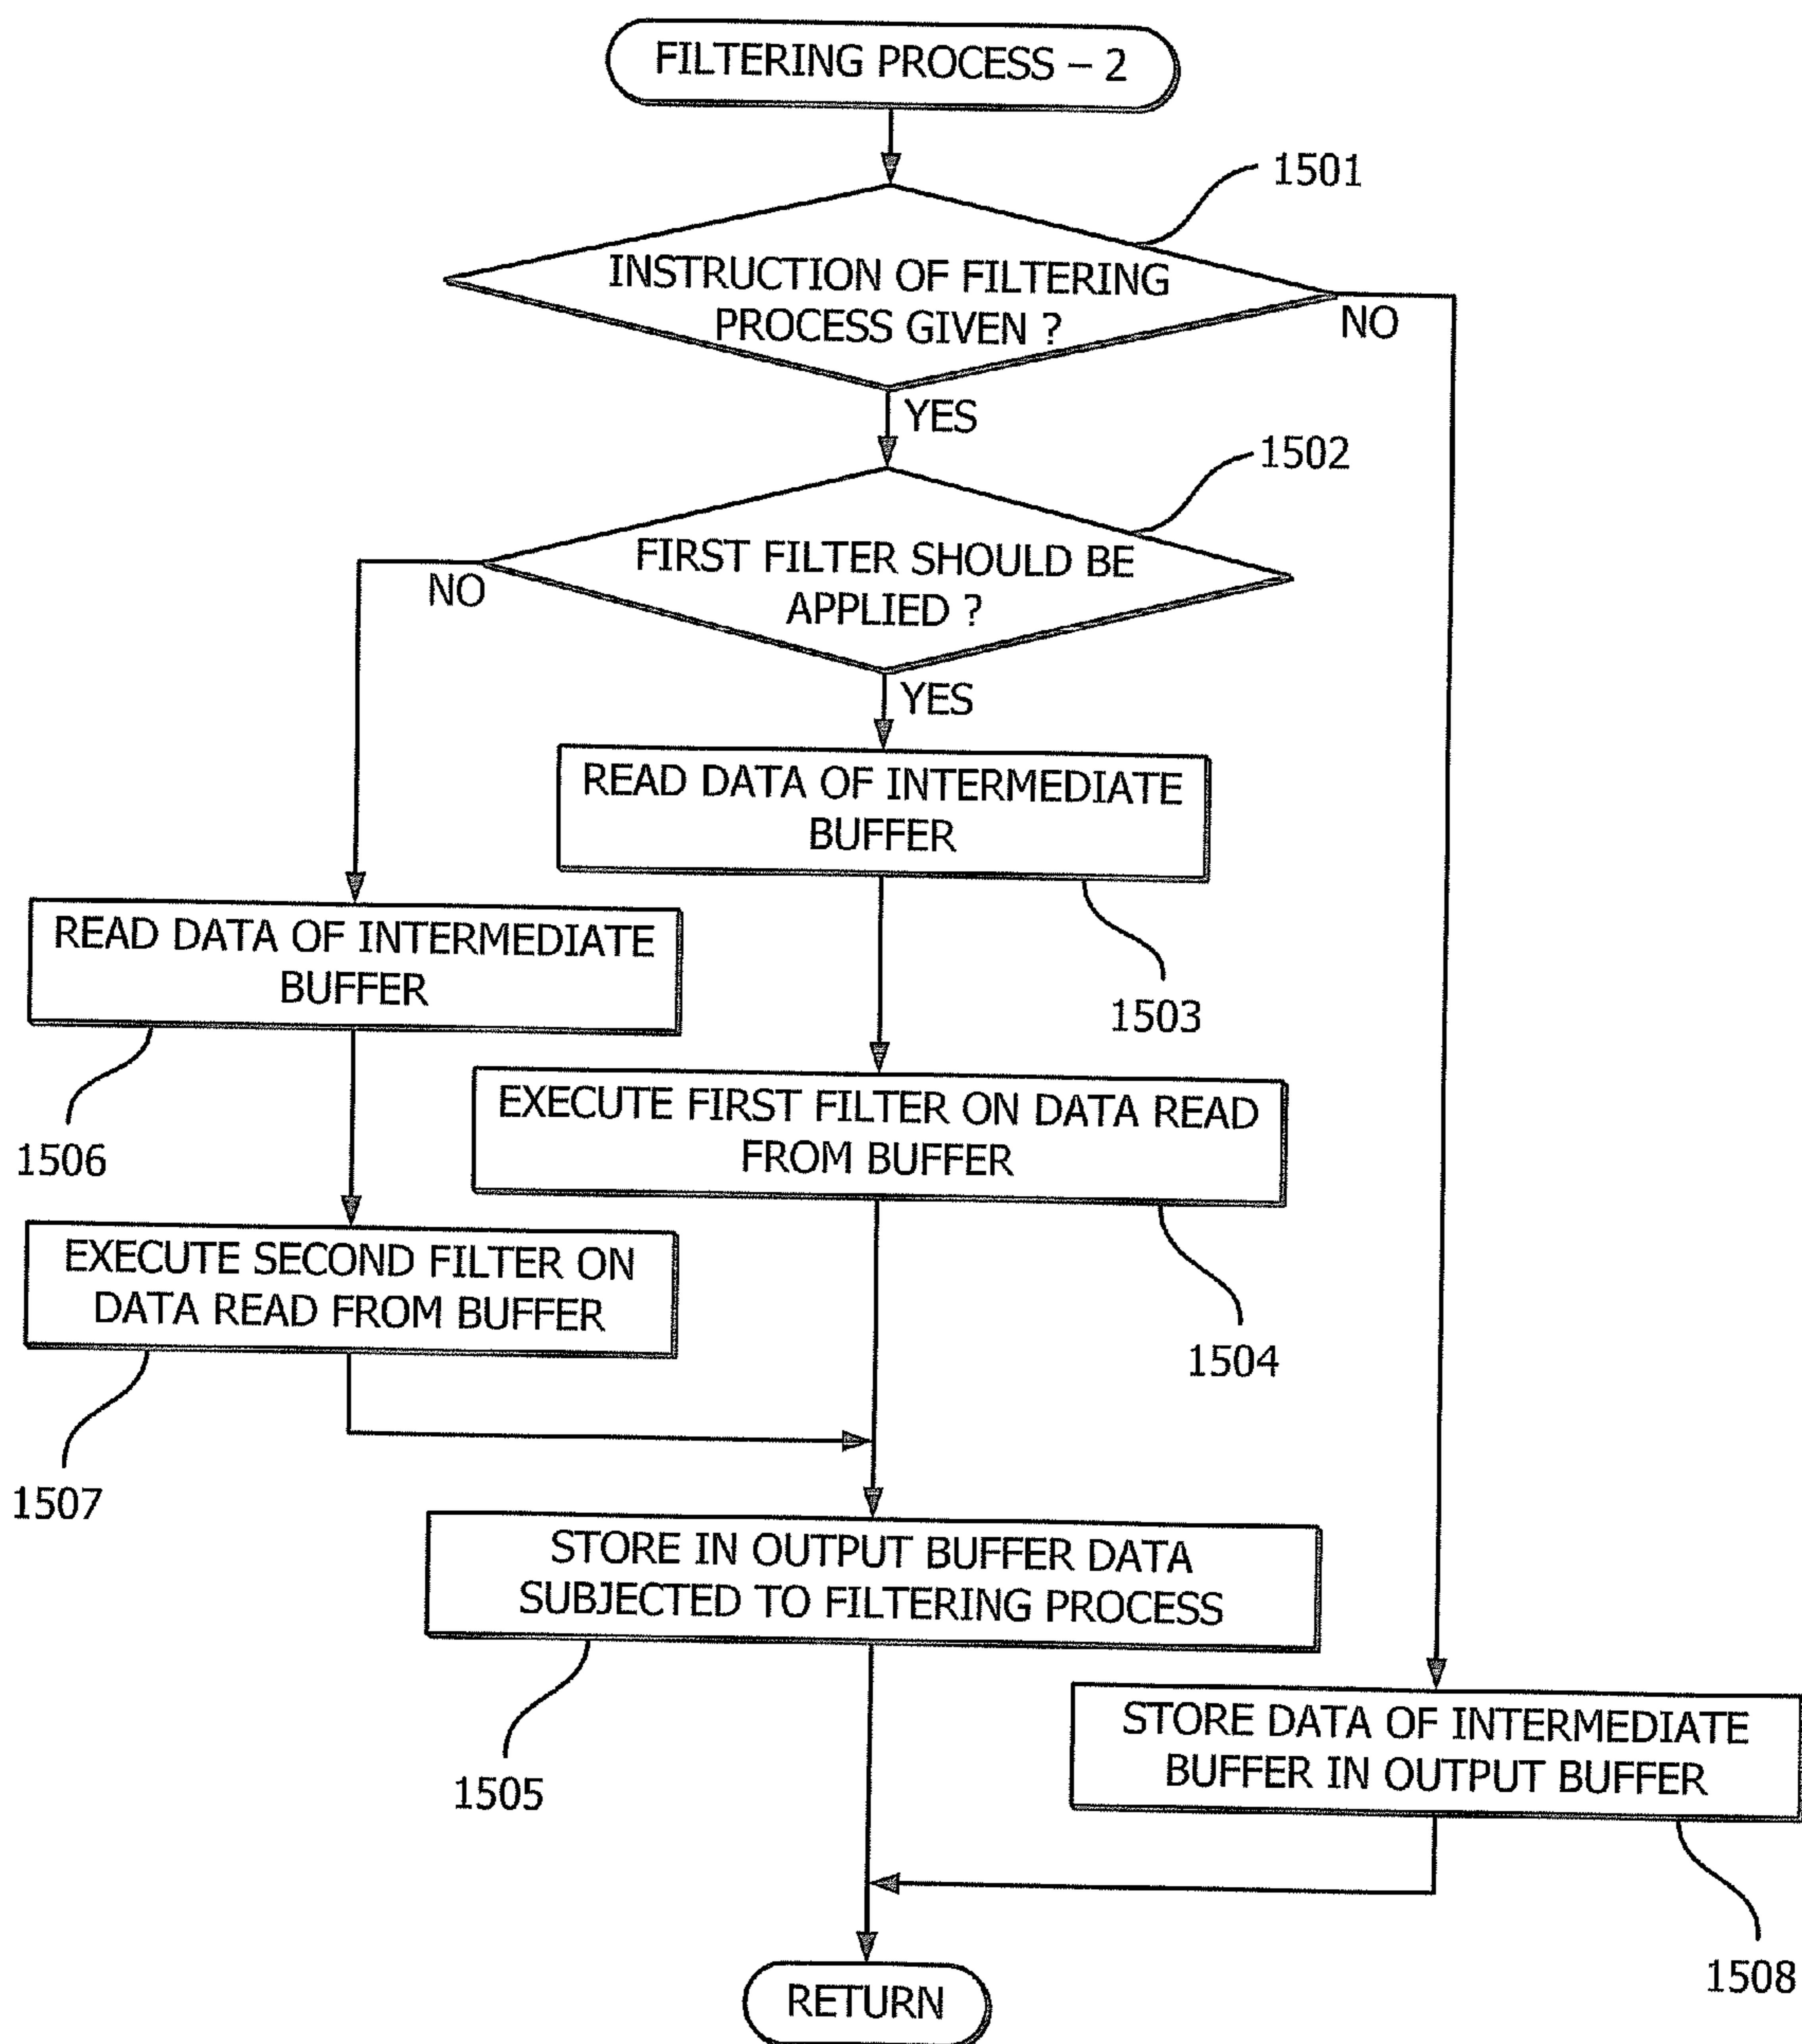 FILTERING PROCESS – 2
1501
INSTRUCTION OF FILTERING
PROCESS GIVEN ?
NO
YES
1502
FIRST FILTER SHOULD BE
APPLIED ?
NO
YES
READ DATA OF INTERMEDIATE
BUFFER
1503
READ DATA OF INTERMEDIATE
BUFFER
1506
EXECUTE FIRST FILTER ON DATA READ
FROM BUFFER
1504
EXECUTE SECOND FILTER ON
DATA READ FROM BUFFER
1507
STORE IN OUTPUT BUFFER DATA
SUBJECTED TO FILTERING PROCESS
1505
STORE DATA OF INTERMEDIATE
BUFFER IN OUTPUT BUFFER
1508
RETURN